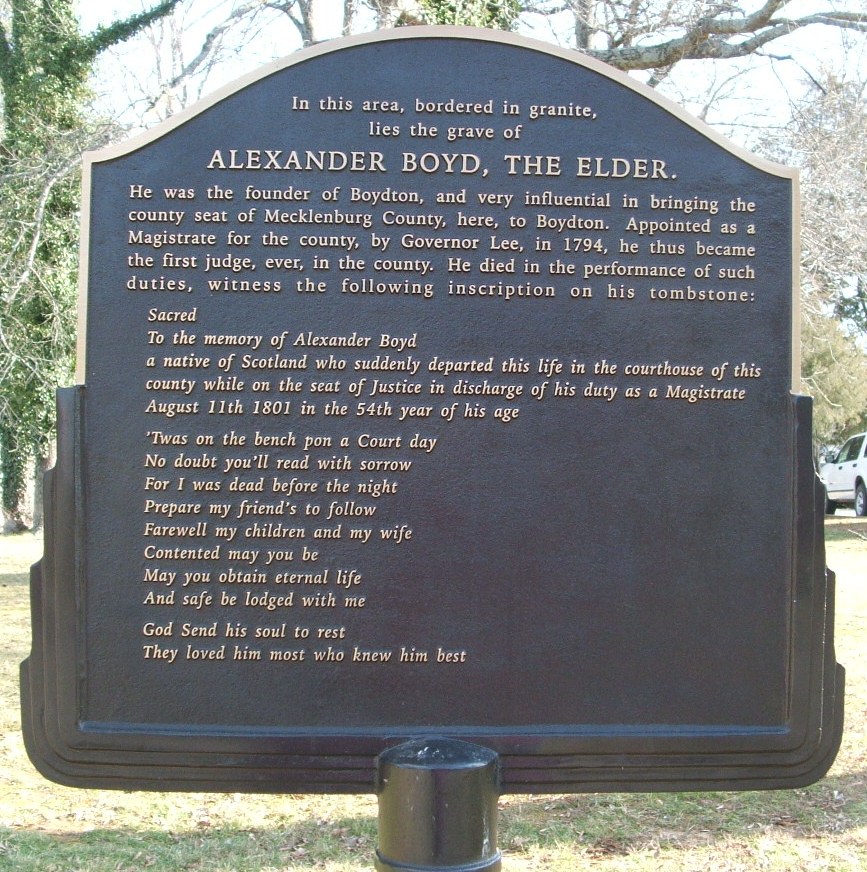 In this area, bordered in granite,
lies the grave of
ALEXANDER BOYD, THE ELDER.
He was the founder of Boydton, and very influential in bringing the
county seat of Mecklenburg County, here, to Boydton. Appointed as a
Magistrate for the county, by Governor Lee, in 1794, he thus became
the first judge, ever, in the county. He died in the performance of such
duties, witness the following inscription on his tombstone:
Sacred
To the memory of Alexander Boyd
a native of Scotland who suddenly departed this life in the courthouse of this
county while on the seat of Justice in discharge of his duty as a Magistrate
August 11th 1801 in the 54th year of his age
'Twas on the bench pon a Court day
No doubt you'll read with sorrow
For I was dead before the night
Prepare my friend's to follow
Farewell my children and my wife
Contented may you be
May you obtain eternal life
And safe be lodged with me
God Send his soul to rest
They loved him most who knew him best